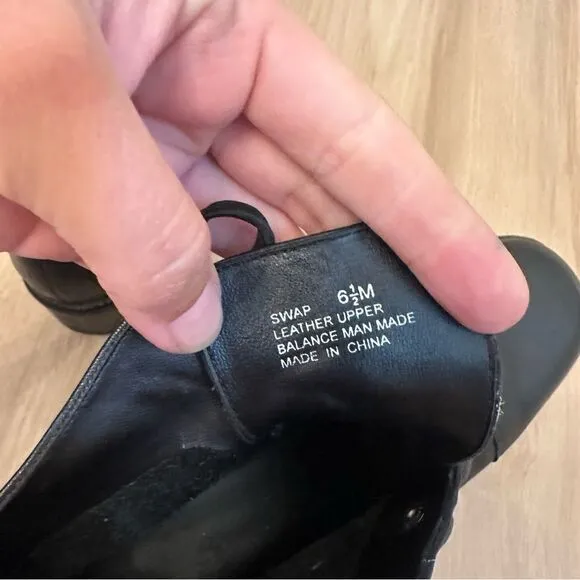 SWAP 6½M
LEATHER UPPER
BALANCE MAN MADE
MADE IN CHINA